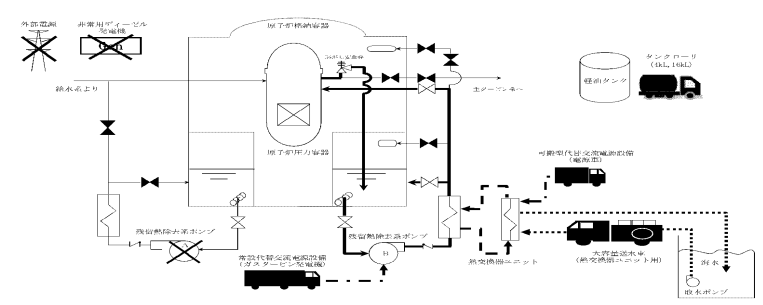 外部電源
非常用ディーゼル
発電機
原子炉格納容器
タンクローリ
(4kL, 16kL)
軽油タンク
給水系より
主タービン系へ
原子炉圧力容器
可搬型代替交流電源設備
(電源車)
残留熱除去系ポンプ
A
残留熱除去系ポンプ
B
常設代替交流電源設備
(ガスタービン発電機)
熱交換器ユニット
大容量送水車
(熱交換器ユニット用)
海水
取水ポンプ